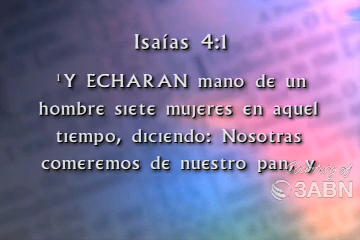 Isaías 4:1
¹Y ECHARAN mano de un
hombre siete mujeres en aquel
tiempo, diciendo: Nosotras
comeremos de nuestro pan, y
3ABN